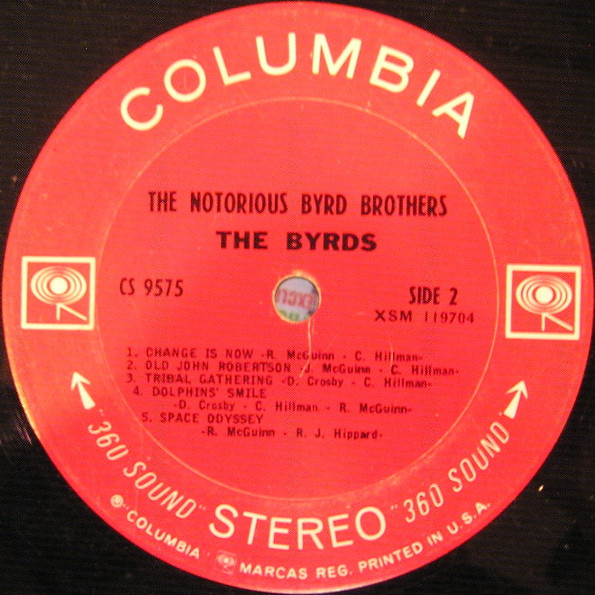 COLUMBIA
THE NOTORIOUS BYRD BROTHERS
THE BYRDS
CS 9575
SIDE 2
XSM 119704
1. CHANGE IS NOW -R. McGuinn - C. Hillman-
2. OLD JOHN ROBERTSON -J. McGuinn - C. Hillman-
3. TRIBAL GATHERING -D. Crosby - C. Hillman-
4. DOLPHINS' SMILE
-D. Crosby - C. Hillman - R. McGuinn-
5. SPACE ODYSSEY
-R. McGuinn - R. J. Hippard-
"360 SOUND" STEREO "360 SOUND"
℗ "COLUMBIA" MARCAS REG. PRINTED IN U.S.A.